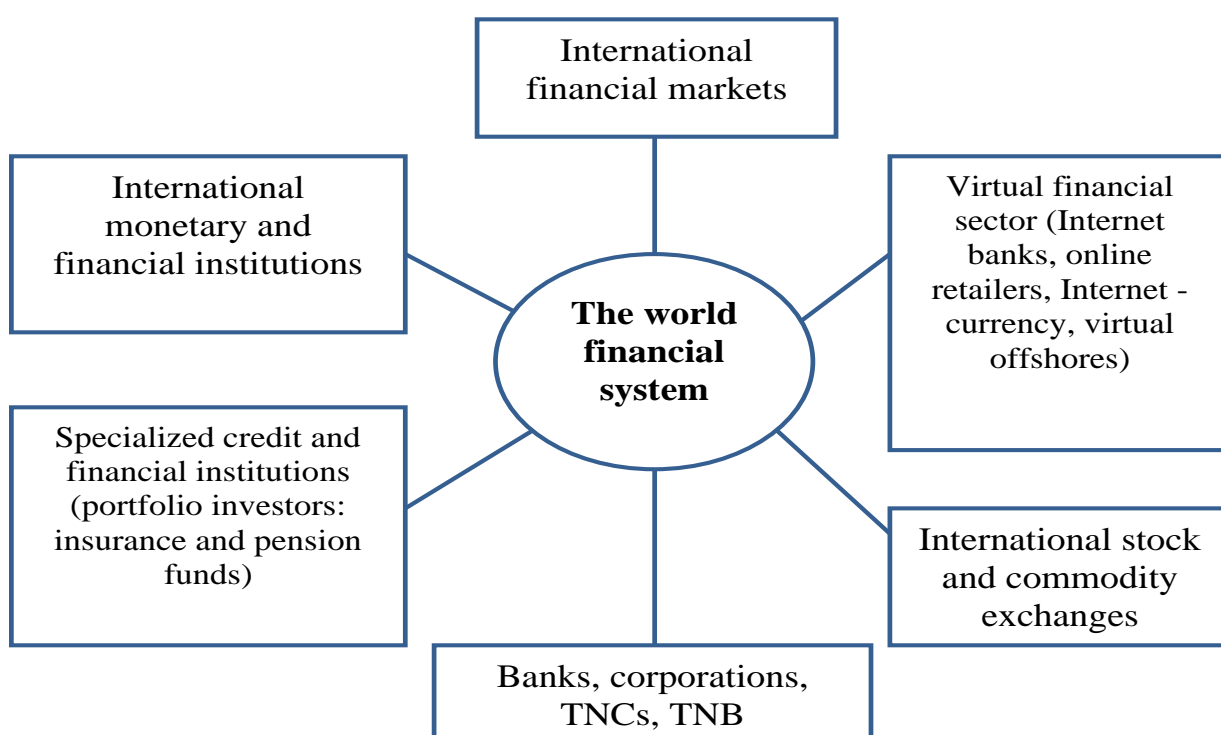 International
financial markets
International
monetary and
financial institutions
Virtual financial
sector (Internet
banks, online
retailers, Internet -
currency, virtual
offshores)
The world
financial
system
Specialized credit and
financial institutions
(portfolio investors:
insurance and pension
funds)
International stock
and commodity
exchanges
Banks, corporations,
TNCs, TNB